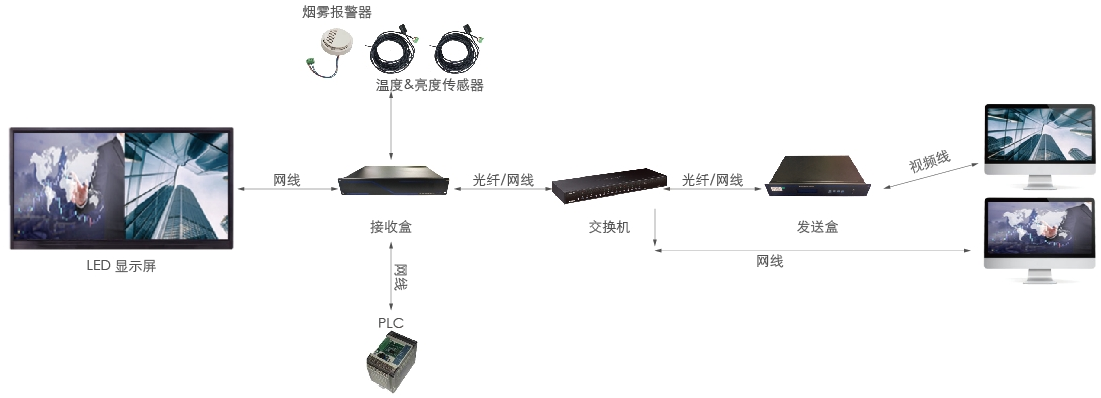 烟雾报警器
温度&亮度传感器
网线
光纤/网线
光纤/网线
视频线
接收盒
交换机
发送盒
LED 显示屏
网线
网线
PLC